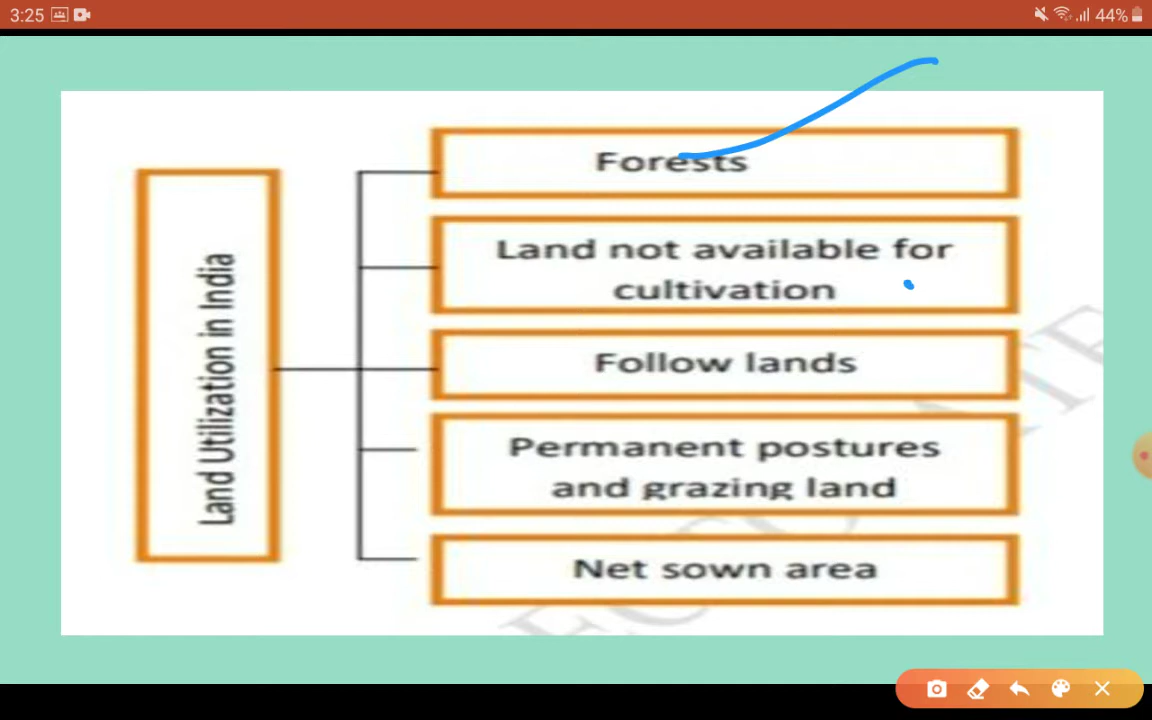 3:25
44%
Land Utilization in India
Forests
Land not available for
cultivation
Follow lands
Permanent postures
and grazing land
Net sown area